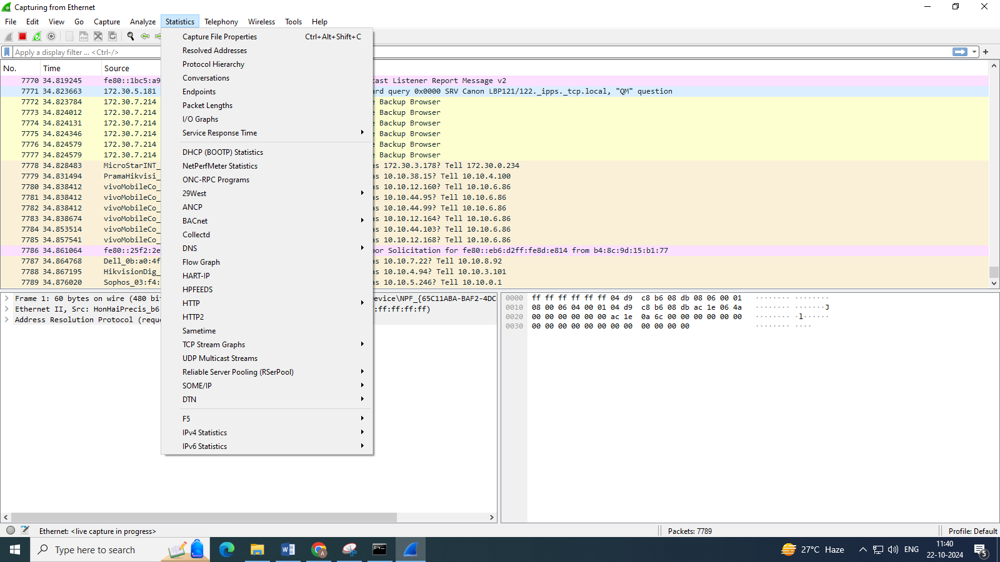 Capturing from Ethernet
File Edit View Go Capture Analyze Statistics Telephony Wireless Tools Help
Apply a display filter ... <Ctrl-/>
No. Time Source
7770 34.819245 fe80::1bc5:a9 cast Listener Report Message v2
7771 34.823663 172.30.5.181 ard query 0x0000 SRV Canon LBP121/122._ipps._tcp.local, "QM" question
7772 34.823784 172.30.7.214 e Backup Browser
7773 34.824012 172.30.7.214 e Backup Browser
7774 34.824131 172.30.7.214 e Backup Browser
7775 34.824346 172.30.7.214 e Backup Browser
7776 34.824579 172.30.7.214 e Backup Browser
7777 34.824579 172.30.7.214 e Backup Browser
7778 34.828483 MicroStarINT_ as 172.30.3.178? Tell 172.30.0.234
7779 34.831494 PramaHikvisi_ as 10.10.38.15? Tell 10.10.4.100
7780 34.838412 vivoMobileCo_ as 10.10.12.160? Tell 10.10.6.86
7781 34.838412 vivoMobileCo_ as 10.10.44.95? Tell 10.10.6.86
7782 34.838412 vivoMobileCo_ as 10.10.44.99? Tell 10.10.6.86
7783 34.838674 vivoMobileCo_ as 10.10.12.164? Tell 10.10.6.86
7784 34.853514 vivoMobileCo_ as 10.10.44.103? Tell 10.10.6.86
7785 34.857541 vivoMobileCo_ as 10.10.12.168? Tell 10.10.6.86
7786 34.861064 fe80::25f2:2e bor Solicitation for fe80::eb6:d2ff:fe8d:e814 from b4:8c:9d:15:b1:77
7787 34.864768 Dell_0b:a0:4f as 10.10.7.22? Tell 10.10.8.92
7788 34.867195 HikvisionDig_ as 10.10.4.94? Tell 10.10.3.101
7789 34.876020 Sophos_03:f4: as 10.10.5.246? Tell 10.10.0.1
Capture File Properties Ctrl+Alt+Shift+C
Resolved Addresses
Protocol Hierarchy
Conversations
Endpoints
Packet Lengths
I/O Graphs
Service Response Time
DHCP (BOOTP) Statistics
NetPerfMeter Statistics
ONC-RPC Programs
29West
ANCP
BACnet
Collectd
DNS
Flow Graph
HART-IP
HPFEEDS
HTTP
HTTP2
Sametime
TCP Stream Graphs
UDP Multicast Streams
Reliable Server Pooling (RSerPool)
SOME/IP
DTN
F5
IPv4 Statistics
IPv6 Statistics
Frame 1: 60 bytes on wire (480 bi evice\NPF_{65C11ABA-BAF2-4DC
Ethernet II, Src: HonHaiPrecis_b6 :ff:ff:ff:ff)
Address Resolution Protocol (requ
0000 ff ff ff ff ff ff 04 d9 c8 b6 08 db 08 06 00 01 ········ ········
0010 08 00 06 04 00 01 04 d9 c8 b6 08 db ac 1e 06 4a ········ ·······J
0020 00 00 00 00 00 00 ac 1e 0a 6c 00 00 00 00 00 00 ········ ·l······
0030 00 00 00 00 00 00 00 00 00 00 00 00 ········ ····
Ethernet: <live capture in progress> Packets: 7789 Profile: Default
Type here to search
27°C Haze
ENG
11:40
22-10-2024
5